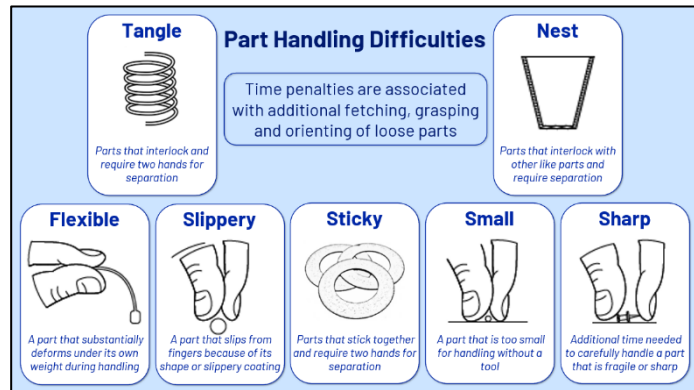 Tangle
Parts that interlock and
require two hands for
separation
Part Handling Difficulties
Time penalties are associated
with additional fetching, grasping
and orienting of loose parts
Nest
Parts that interlock with
other like parts and
require separation
Flexible
A part that substantially
deforms under its own
weight during handling
Slippery
A part that slips from
fingers because of its
shape or slippery coating
Sticky
Parts that stick together
and require two hands for
separation
Small
A part that is too small
for handling without a
tool
Sharp
Additional time needed
to carefully handle a
part that is fragile or
sharp